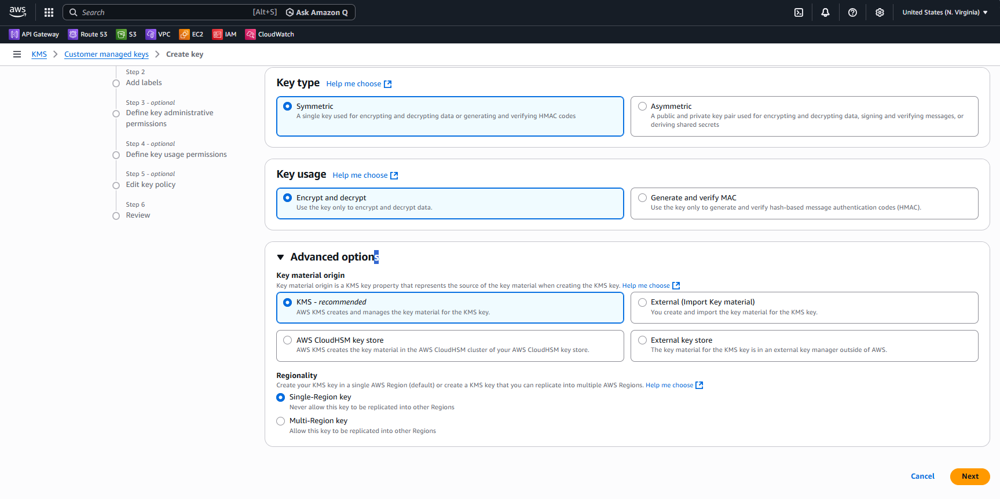 aws
Search [Alt+S] Ask Amazon Q
United States (N. Virginia)
API Gateway Route 53 S3 VPC EC2 IAM CloudWatch
KMS Customer managed keys Create key
Step 2
Add labels
Step 3 - optional
Define key administrative
permissions
Step 4 - optional
Define key usage permissions
Step 5 - optional
Edit key policy
Step 6
Review
Key type Help me choose
Symmetric
A single key used for encrypting and decrypting data or generating and verifying HMAC codes
Asymmetric
A public and private key pair used for encrypting and decrypting data, signing and verifying messages, or
deriving shared secrets
Key usage Help me choose
Encrypt and decrypt
Use the key only to encrypt and decrypt data.
Generate and verify MAC
Use the key only to generate and verify hash-based message authentication codes (HMAC).
Advanced options
Key material origin
Key material origin is a KMS key property that represents the source of the key material when creating the KMS key. Help me choose
KMS - recommended
AWS KMS creates and manages the key material for the KMS key.
External (Import Key material)
You create and import the key material for the KMS key.
AWS CloudHSM key store
AWS KMS creates the key material in the AWS CloudHSM cluster of your AWS CloudHSM key store.
External key store
The key material for the KMS key is in an external key manager outside of AWS.
Regionality
Create your KMS key in a single AWS Region (default) or create a KMS key that you can replicate into multiple AWS Regions. Help me choose
Single-Region key
Never allow this key to be replicated into other Regions
Multi-Region key
Allow this key to be replicated into other Regions
Cancel Next